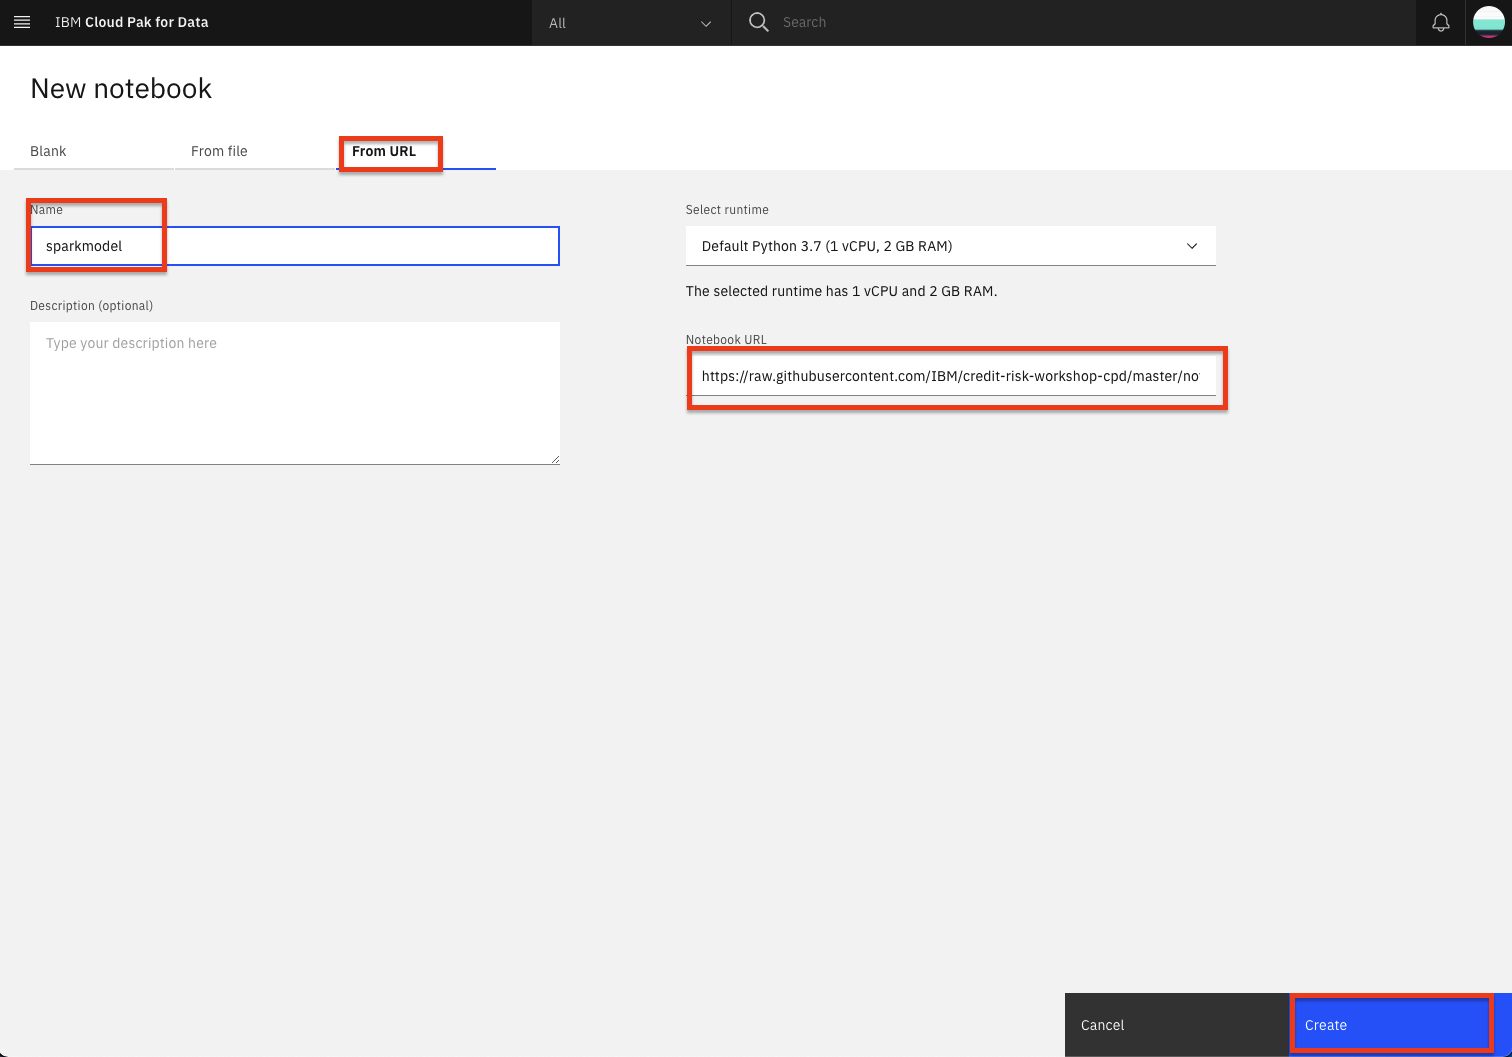 IBM Cloud Pak for Data
All
Search
New notebook
Blank
From file
From URL
Name
sparkmodel
Description (optional)
Type your description here
Select runtime
Default Python 3.7 (1 vCPU, 2 GB RAM)
The selected runtime has 1 vCPU and 2 GB RAM.
Notebook URL
https://raw.githubusercontent.com/IBM/credit-risk-workshop-cpd/master/no
Cancel
Create